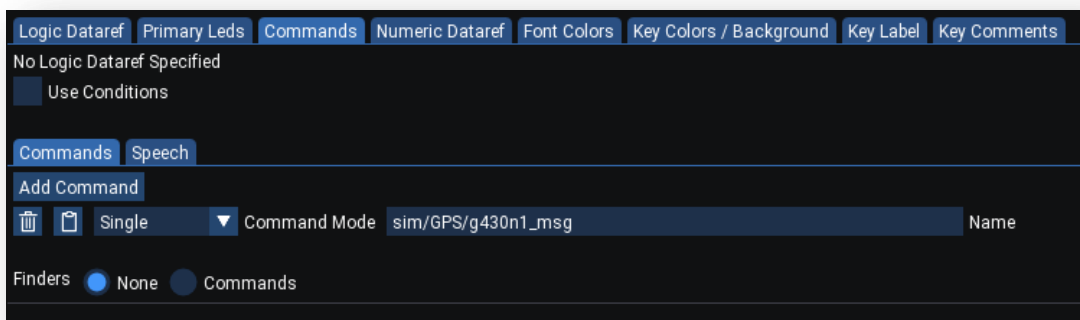 Logic Dataref Primary Leds Commands Numeric Dataref Font Colors Key Colors / Background Key Label Key Comments
No Logic Dataref Specified
Use Conditions
Commands Speech
Add Command
Single Command Mode sim/GPS/g430n1_msg Name
Finders None Commands